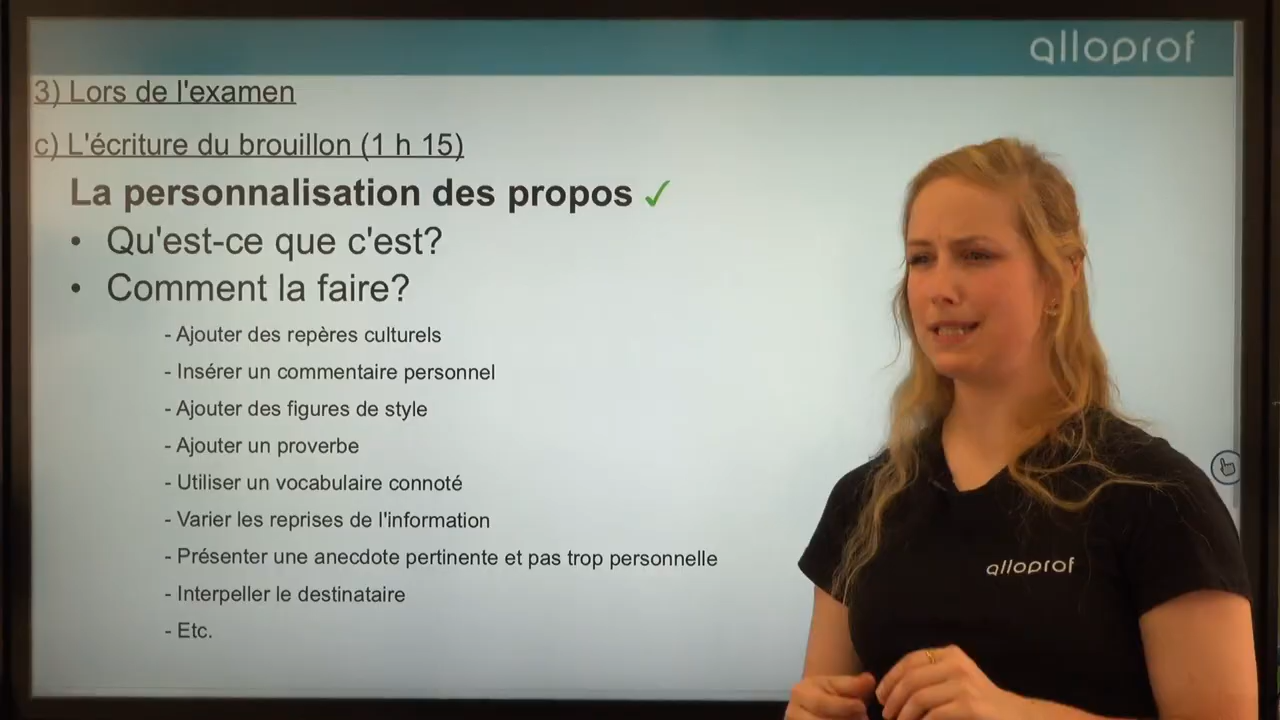 alloprof
3) Lors de l'examen
c) L'écriture du brouillon (1 h 15)
La personnalisation des propos ✓
• Qu'est-ce que c'est?
• Comment la faire?
- Ajouter des repères culturels
- Insérer un commentaire personnel
- Ajouter des figures de style
- Ajouter un proverbe
- Utiliser un vocabulaire connoté
- Varier les reprises de l'information
- Présenter une anecdote pertinente et pas trop personnelle
- Interpeller le destinataire
- Etc.
alloprof